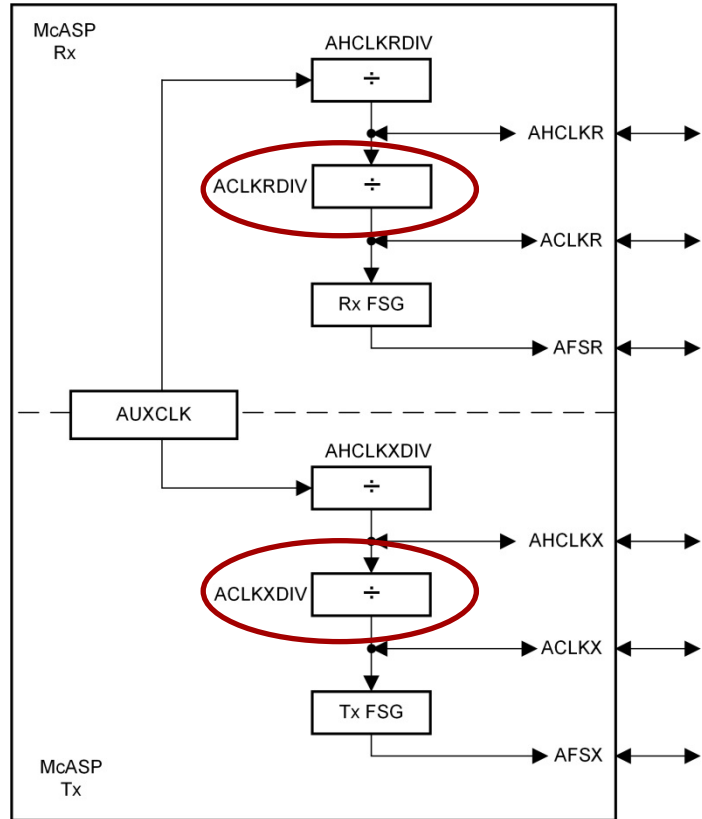 McASP
Rx
AHCLKRDIV
÷
AHCLKR
ACLKRDIV
÷
ACLKR
Rx FSG
AFSR
AUXCLK
AHCLKXDIV
÷
AHCLKX
ACLKXDIV
÷
ACLKX
Tx FSG
AFSX
McASP
Tx